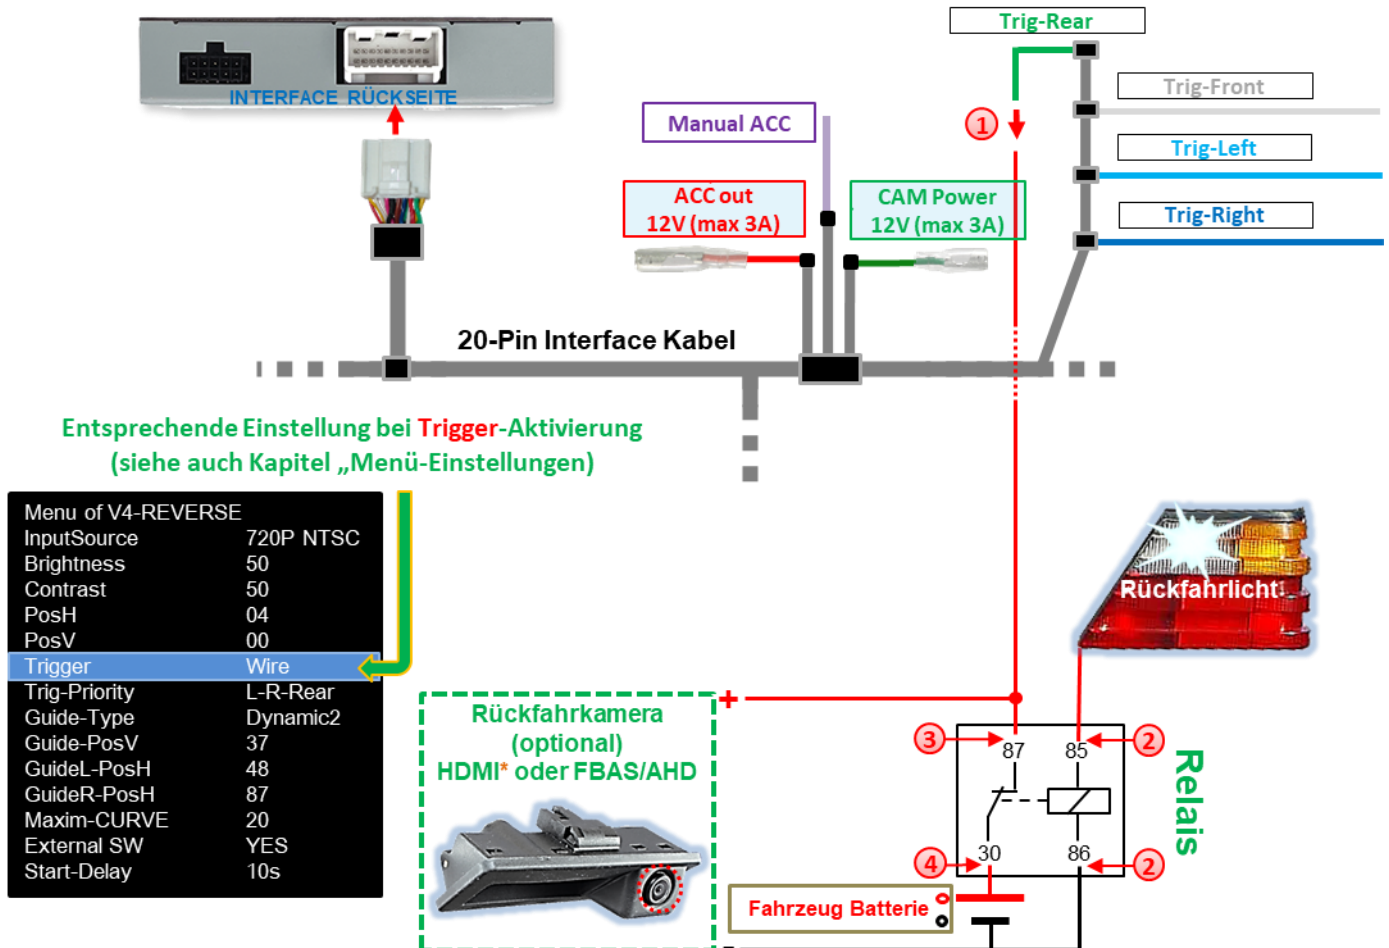 Trig-Rear
Trig-Front
Trig-Left
Trig-Right
INTERFACE RÜCKSEITE
Manual ACC
1
ACC out
12V (max 3A)
CAM Power
12V (max 3A)
20-Pin Interface Kabel
Entsprechende Einstellung bei Trigger-Aktivierung
(siehe auch Kapitel „Menü-Einstellungen)
Menu of V4-REVERSE
InputSource 720P NTSC
Brightness 50
Contrast 50
PosH 04
PosV 00
Trigger Wire
Trig-Priority L-R-Rear
Guide-Type Dynamic2
Guide-PosV 37
GuideL-PosH 48
GuideR-PosH 87
Maxim-CURVE 20
External SW YES
Start-Delay 10s
Rückfahrlicht
Rückfahrkamera
(optional)
HDMI* oder FBAS/AHD
+
3
87
85
2
Relais
4
30
86
2
Fahrzeug Batterie